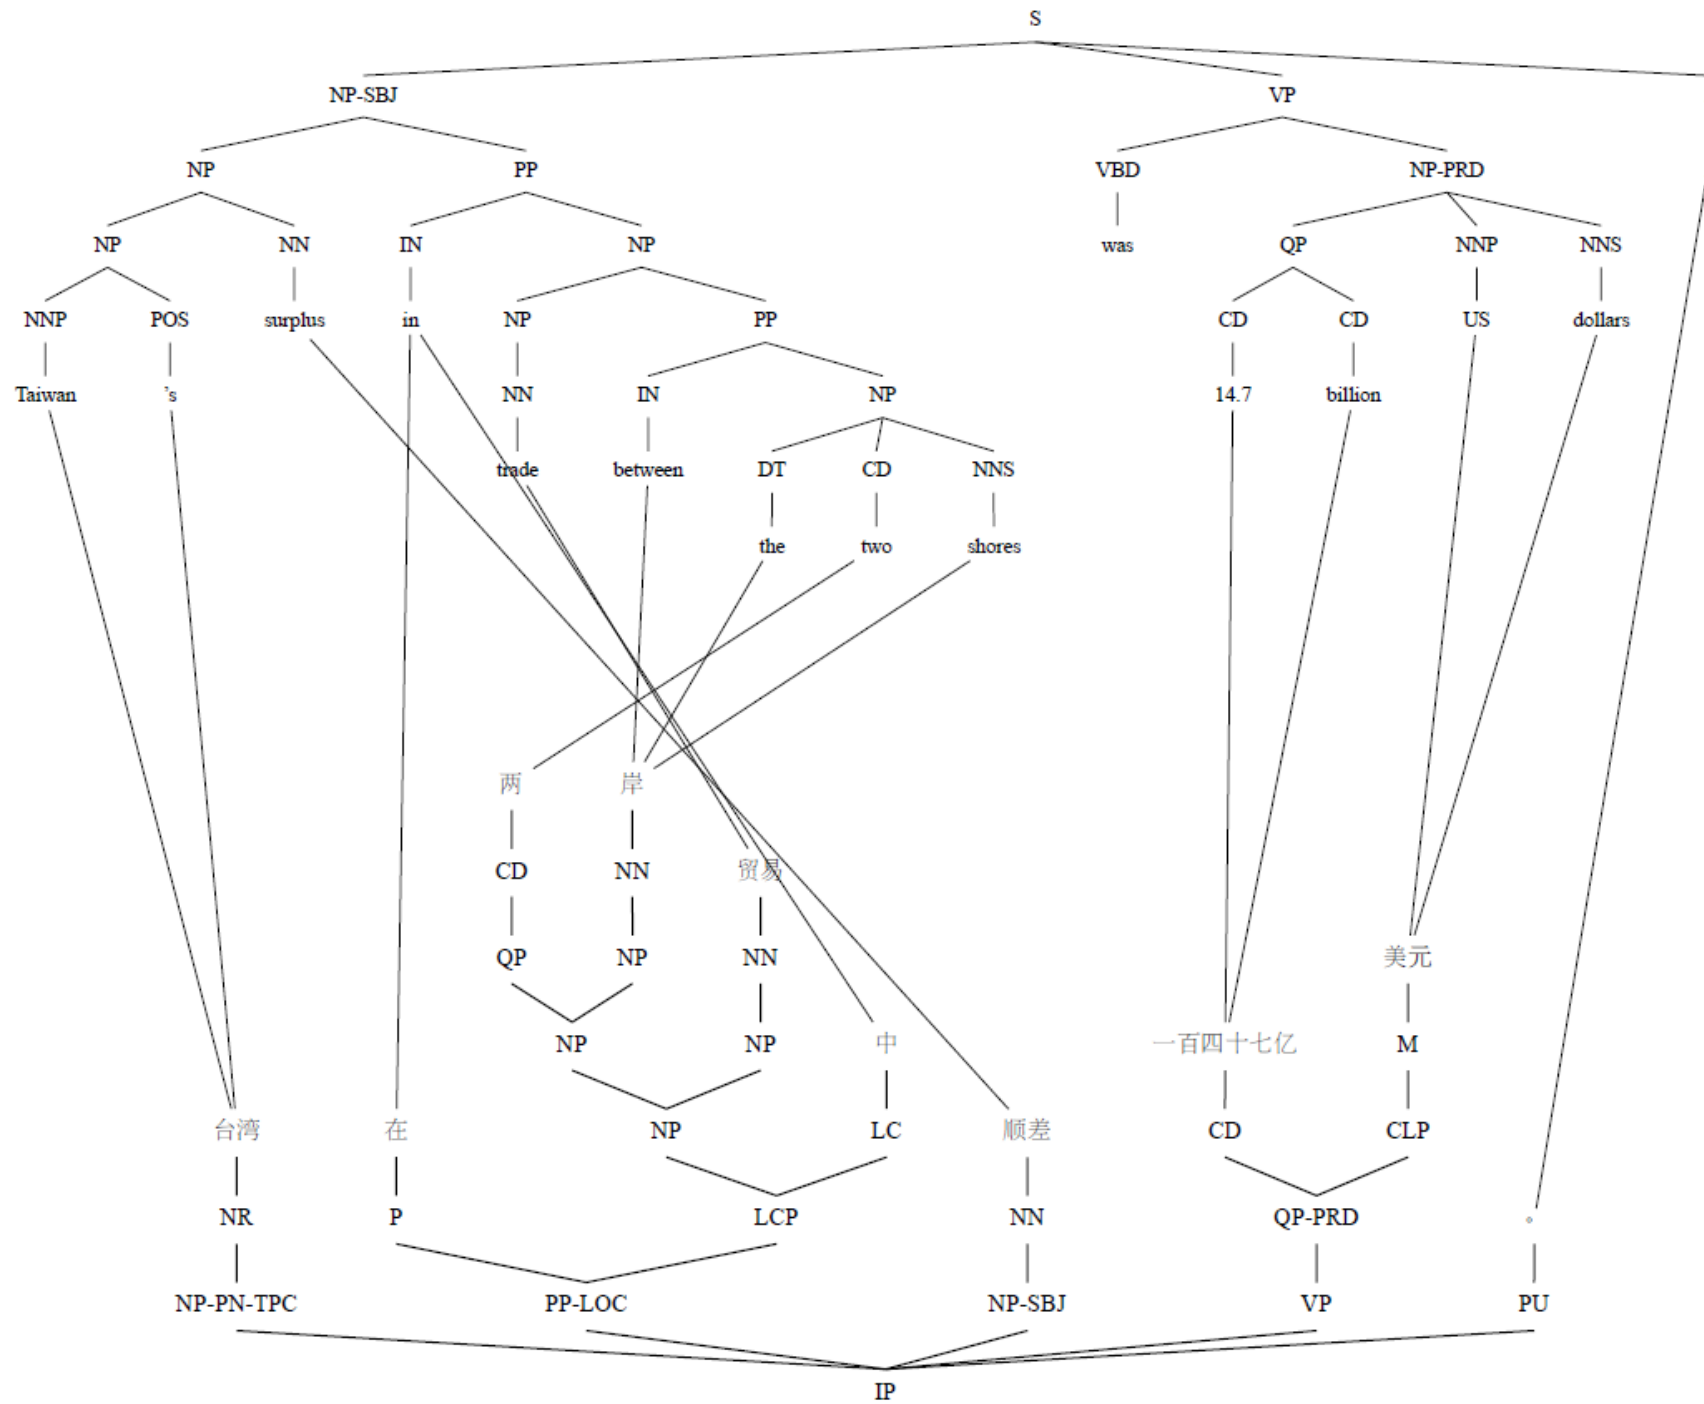 S
NP-SBJ VP
NP PP VBD NP-PRD
NP NN IN NP was QP NNP NNS
NNP POS surplus in NP PP CD CD US dollars
Taiwan 's NN IN NP 14.7 billion
trade between DT CD NNS
the two shores
两 岸
CD NN 贸易
QP NP NN 美元
NP NP 中 一百四十七亿 M
台湾 在 NP LC 顺差 CD CLP
NR P LCP NN QP-PRD 。
NP-PN-TPC PP-LOC NP-SBJ VP PU
IP